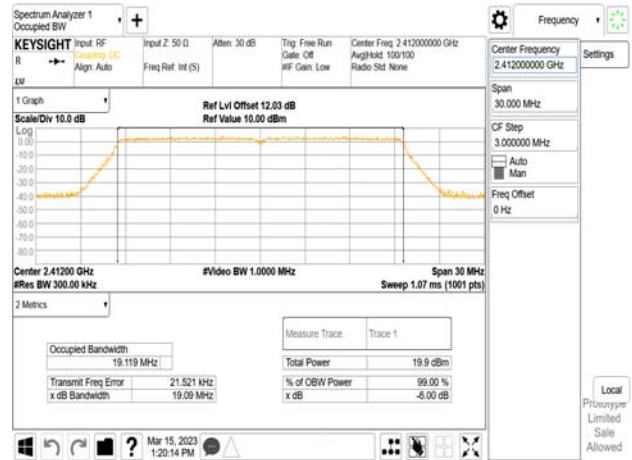 Spectrum Analyzer 1
Occupied BW
Frequency
KEYSIGHT
R
LW
Input: RF
Coupling: DC
Align: Auto
Input Z: 50 Ω
Freq Ref: Int (S)
Atten: 30 dB
Trig: Free Run
Gate: Off
#IF Gain: Low
Center Freq: 2.412000000 GHz
Avg|Hold: 100/100
Radio Std: None
Center Frequency
2.412000000 GHz
Settings
Span
30.000 MHz
CF Step
3.000000 MHz
Auto
Man
Freq Offset
0 Hz
1 Graph
Scale/Div 10.0 dB
Ref Lvl Offset 12.03 dB
Ref Value 10.00 dBm
Log
0.00
-10.0
-20.0
-30.0
-40.0
-50.0
-60.0
-70.0
-80.0
Center 2.41200 GHz
#Res BW 300.00 kHz
#Video BW 1.0000 MHz
Span 30 MHz
Sweep 1.07 ms (1001 pts)
2 Metrics
Measure Trace Trace 1
Occupied Bandwidth
19.119 MHz
Total Power 19.9 dBm
Transmit Freq Error 21.521 kHz
% of OBW Power 99.00 %
x dB Bandwidth 19.09 MHz
x dB -6.00 dB
Local
Prototype
Limited
Sale
Allowed
Mar 15, 2023
1:20:14 PM